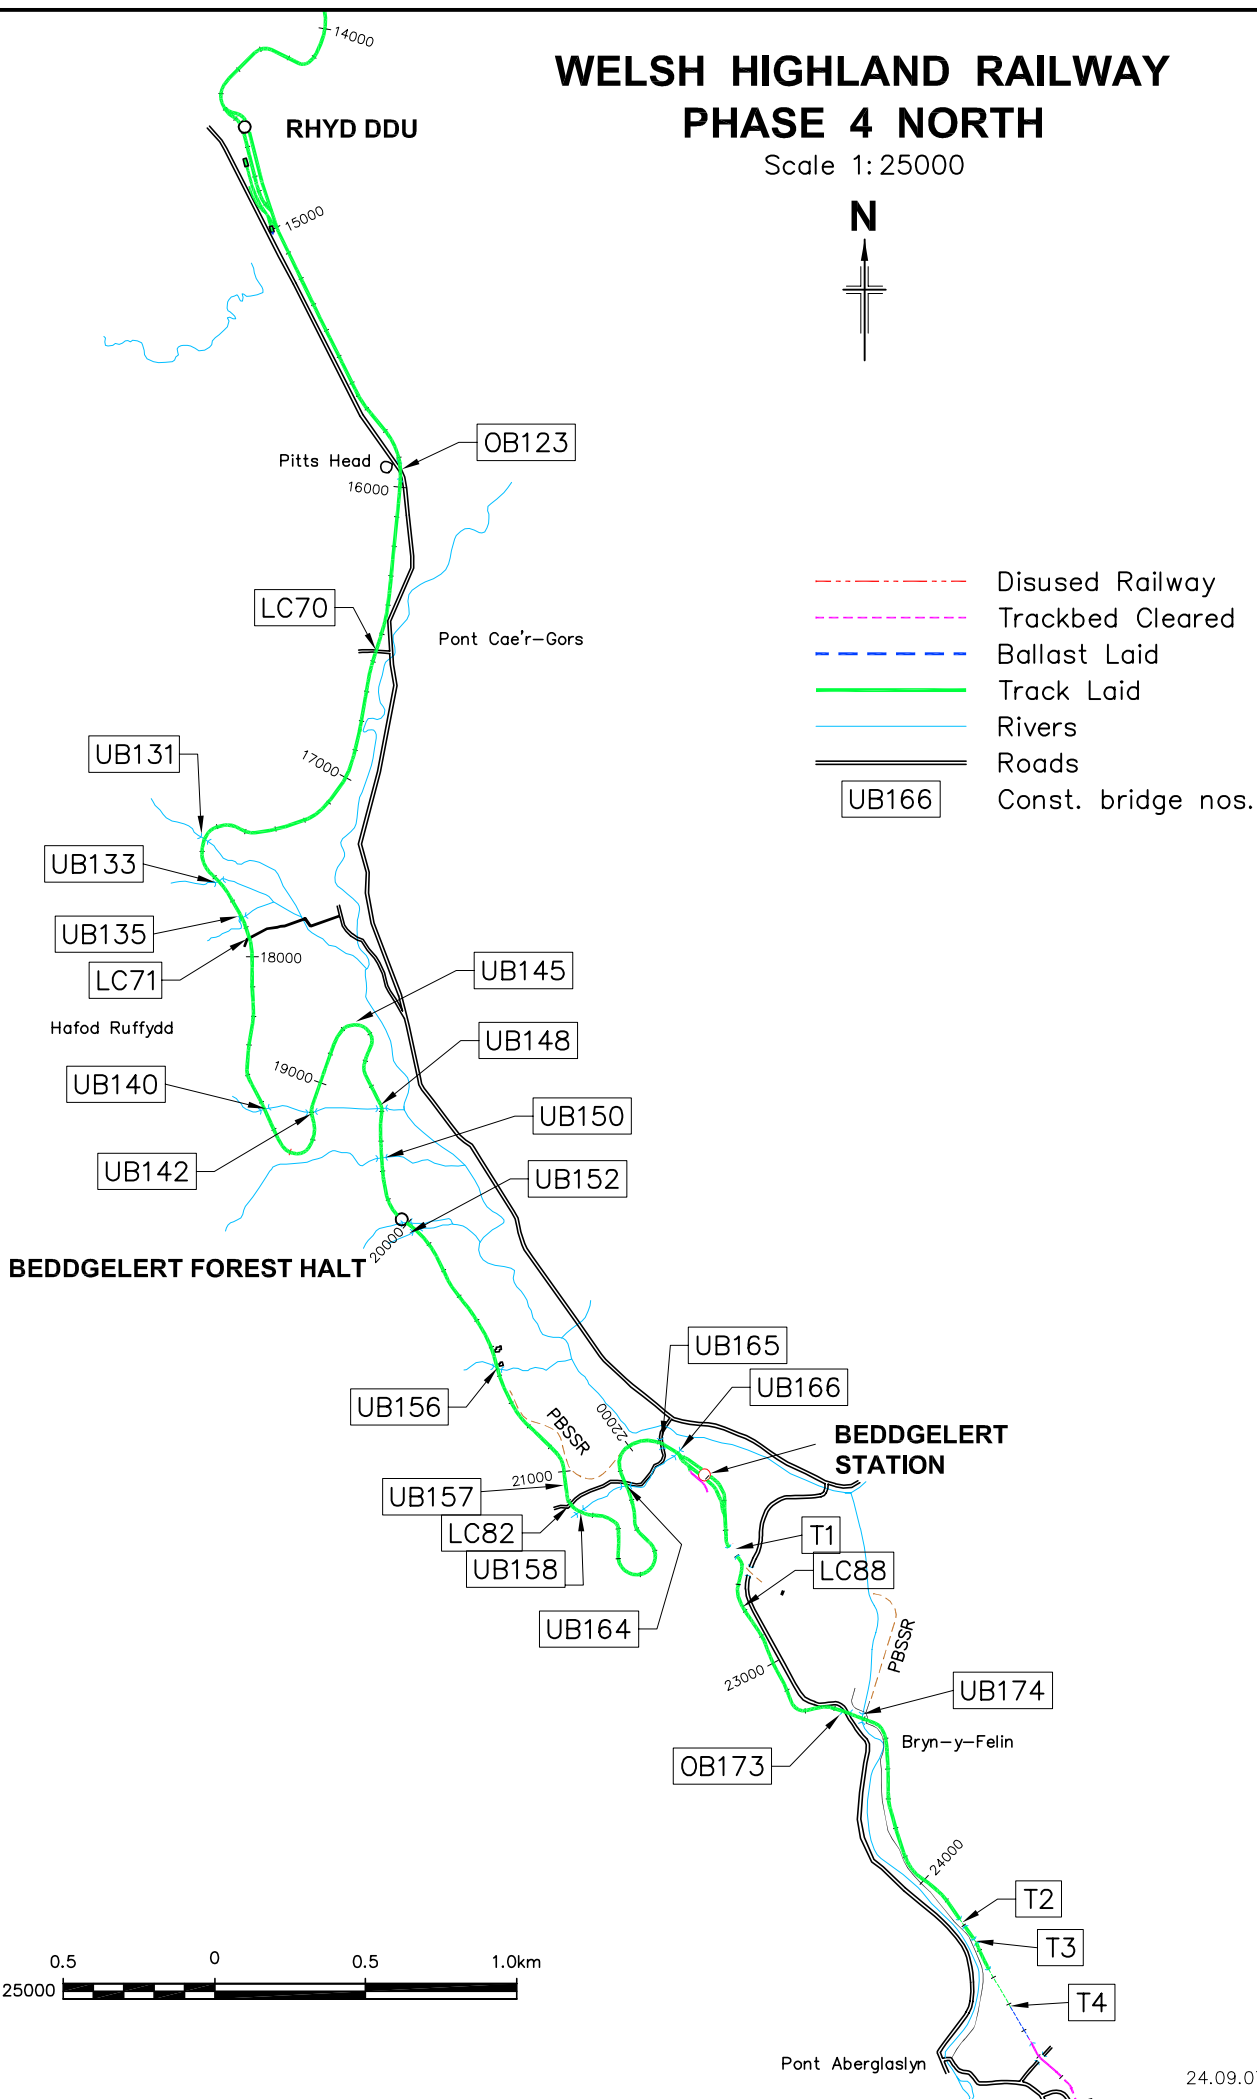 14000
WELSH HIGHLAND RAILWAY
PHASE 4 NORTH
Scale 1:25000
N
RHYD DDU
15000
OB123
Pitts Head
16000
LC70
Pont Cae'r-Gors
Disused Railway
Trackbed Cleared
Ballast Laid
Track Laid
Rivers
Roads
UB166 Const. bridge nos.
UB131
17000
UB133
UB135
18000
LC71
UB145
Hafod Ruffydd
UB148
19000
UB140
UB150
UB142
UB152
20000
BEDDGELERT FOREST HALT
UB165
UB166
UB156
PBSSR
22000
BEDDGELERT
STATION
21000
UB157
LC82
T1
UB158
LC88
UB164
PBSSR
23000
UB174
Bryn-y-Felin
OB173
24000
T2
T3
T4
0.5 0 0.5 1.0km
25000
Pont Aberglaslyn